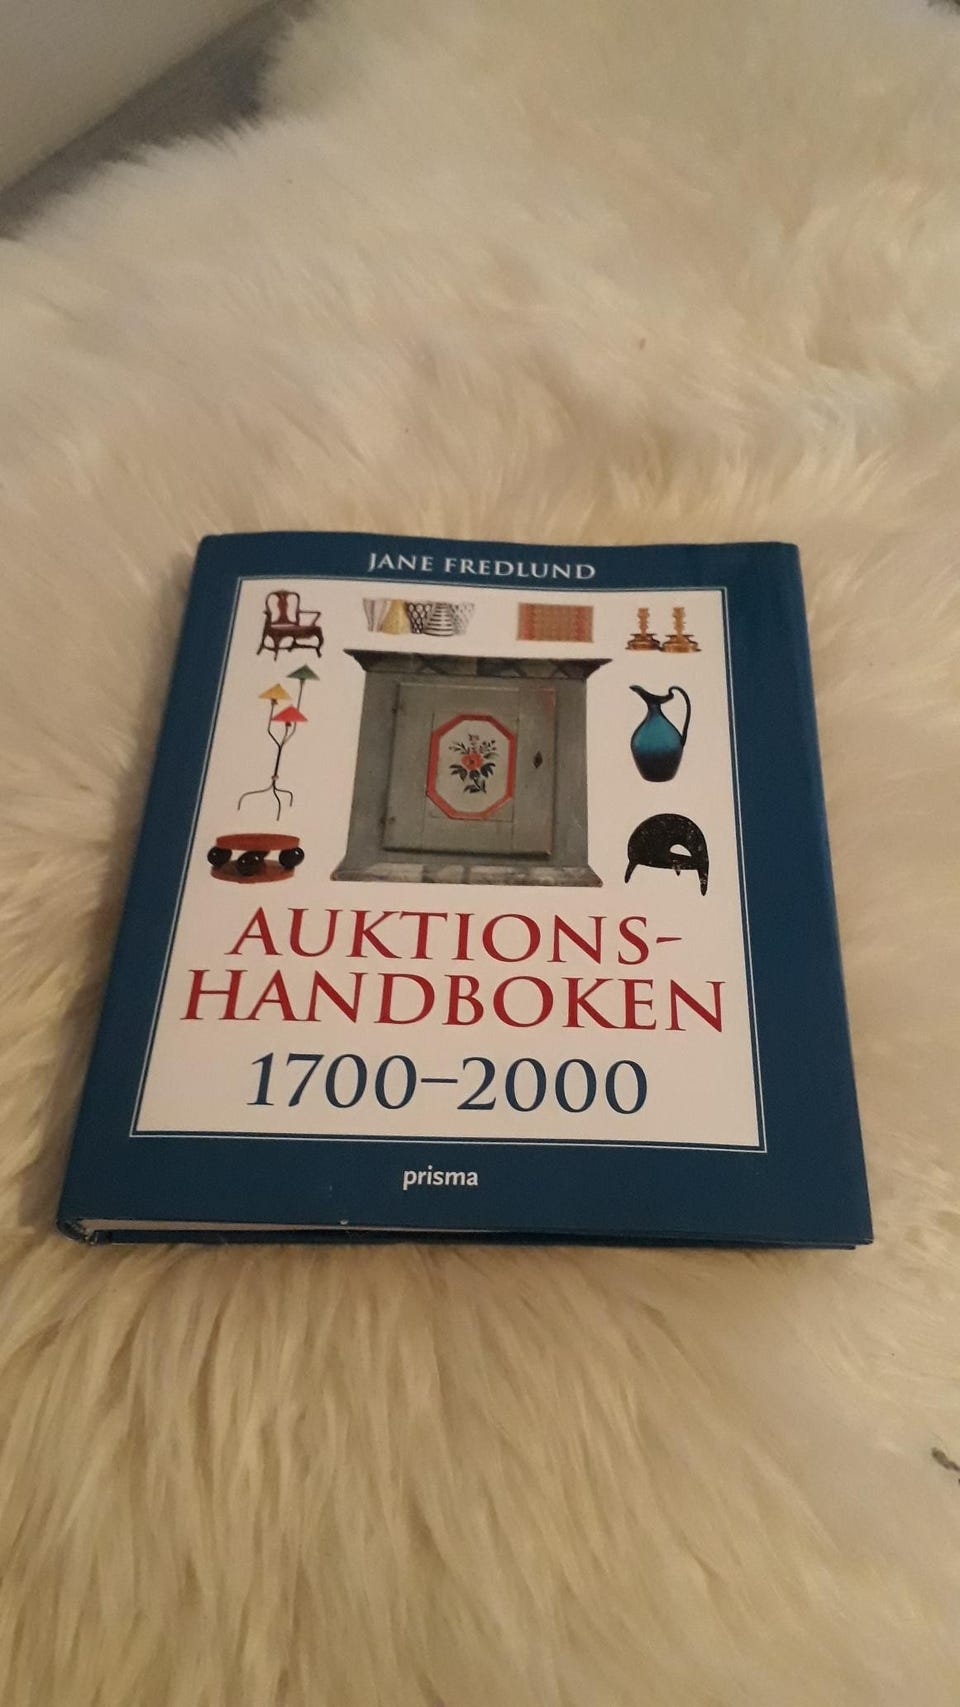 JANE FREDLUND
AUKTIONS-
HANDBOKEN
1700–2000
prisma